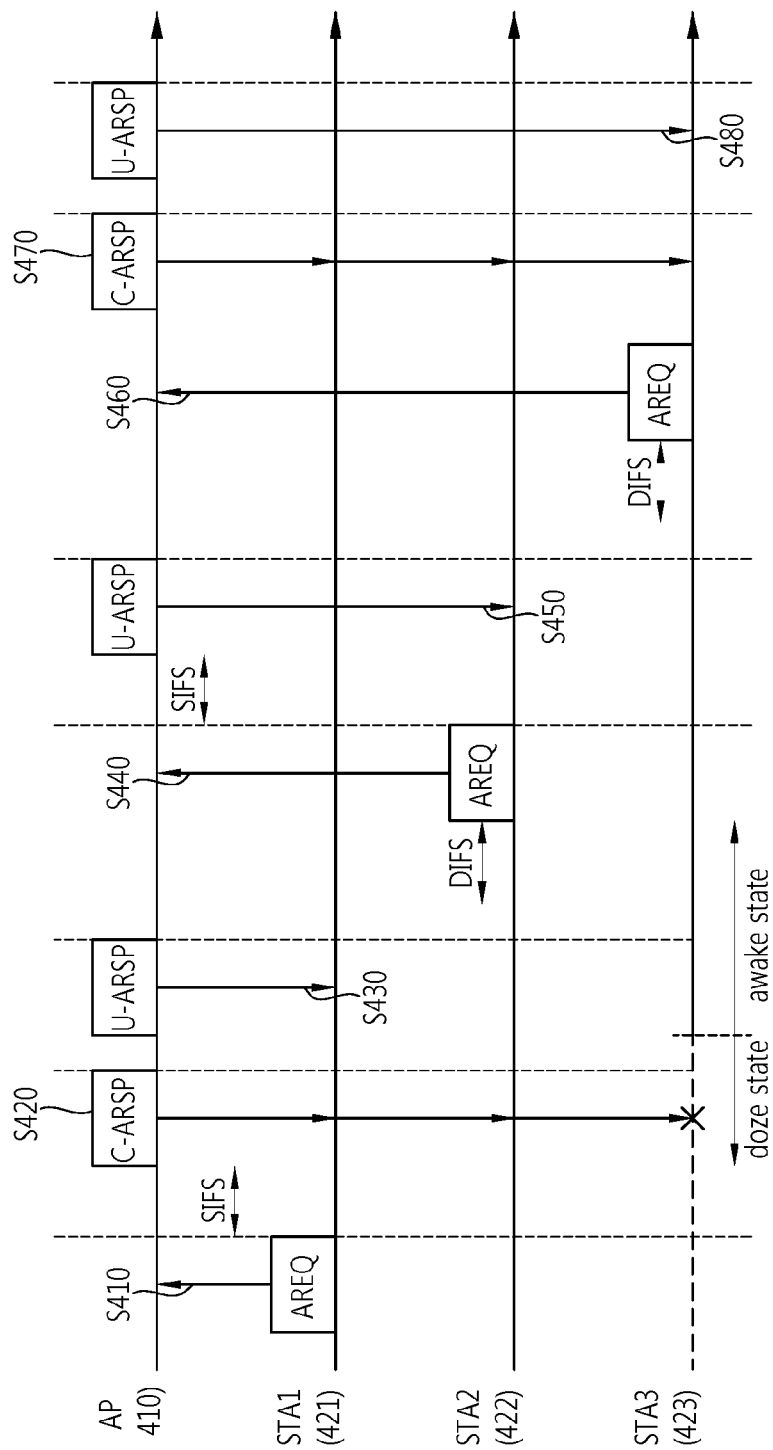 AP
410)
STA1
(421)
STA2
(422)
STA3
(423)
S410
AREQ
SIFS
S420
C-ARSP
U-ARSP
S430
doze state
awake state
DIFS
AREQ
S440
SIFS
U-ARSP
S450
DIFS
AREQ
S460
S470
C-ARSP
U-ARSP
S480